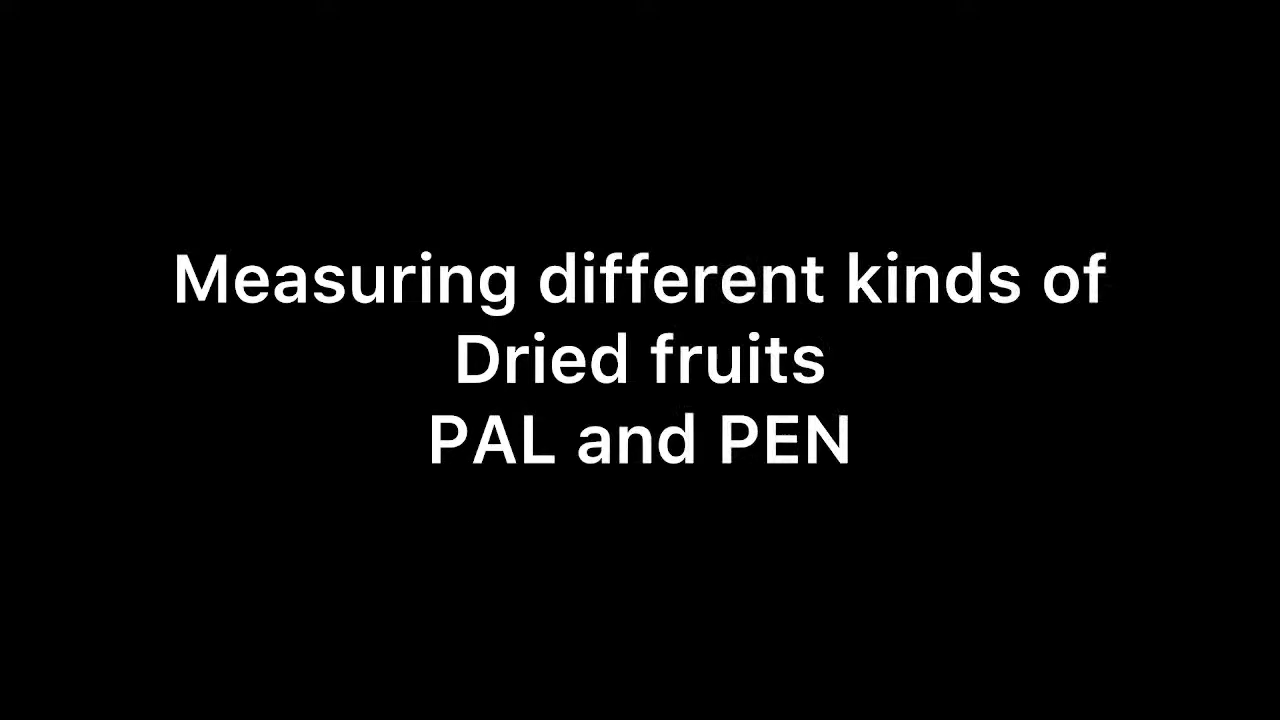 Measuring different kinds of
Dried fruits
PAL and PEN